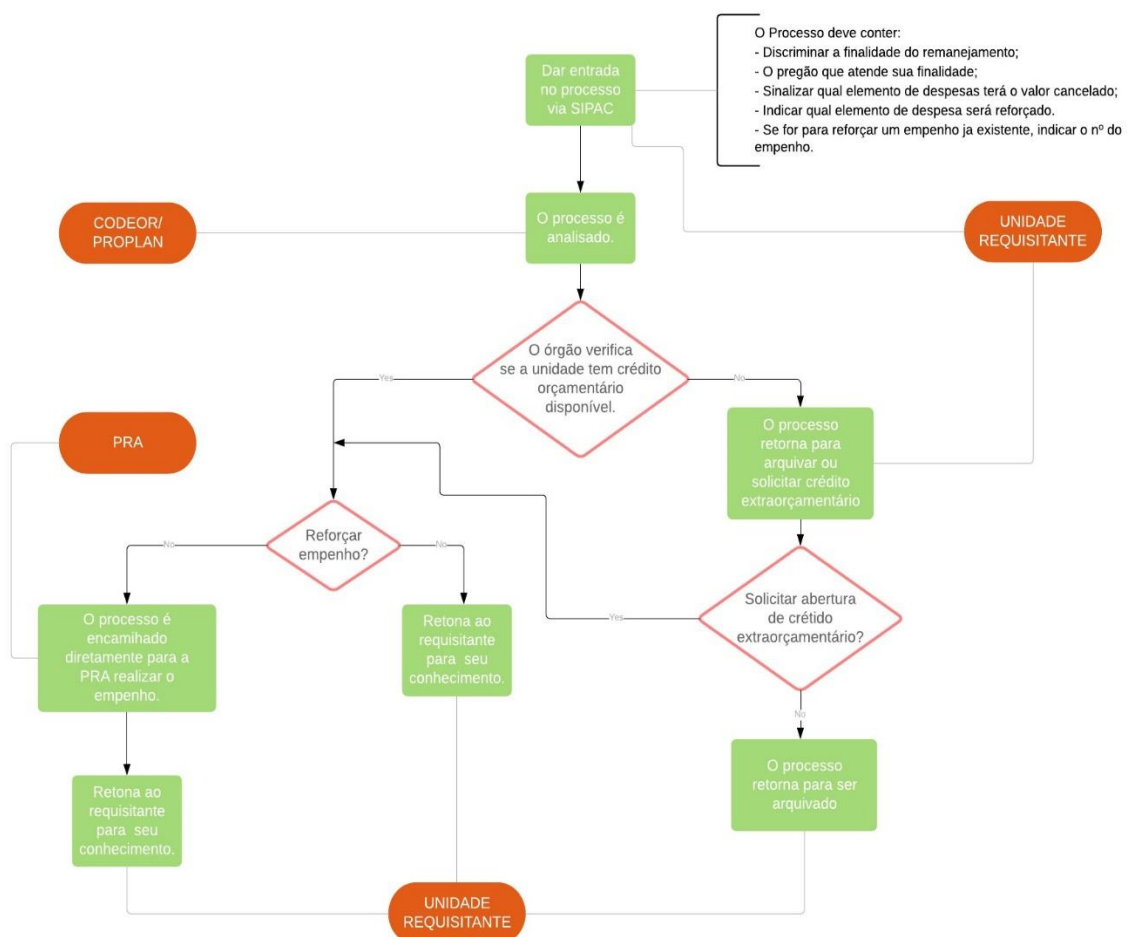 O Processo deve conter:
- Discriminar a finalidade do remanejamento;
- O pregão que atende sua finalidade;
- Sinalizar qual elemento de despesas terá o valor cancelado;
- Indicar qual elemento de despesa será reforçado.
- Se for para reforçar um empenho ja existente, indicar o nº do
empenho.
Dar entrada
no processo
via SIPAC
CODEOR/
PROPLAN
O processo é
analisado.
UNIDADE
REQUISITANTE
O órgão verifica
se a unidade tem crédito
orçamentário
disponível.
Yes
No
PRA
O processo
retorna para
arquivar ou
solicitar crédito
extraorçamentário
Reforçar
empenho?
No
No
O processo é
encamihado
diretamente para a
PRA realizar o
empenho.
Retona ao
requisitante
para seu
conhecimento.
Solicitar abertura
de crétido
extraorçamentário?
Yes
No
Retona ao
requisitante
para seu
conhecimento.
O processo
retorna para ser
arquivado
UNIDADE
REQUISITANTE